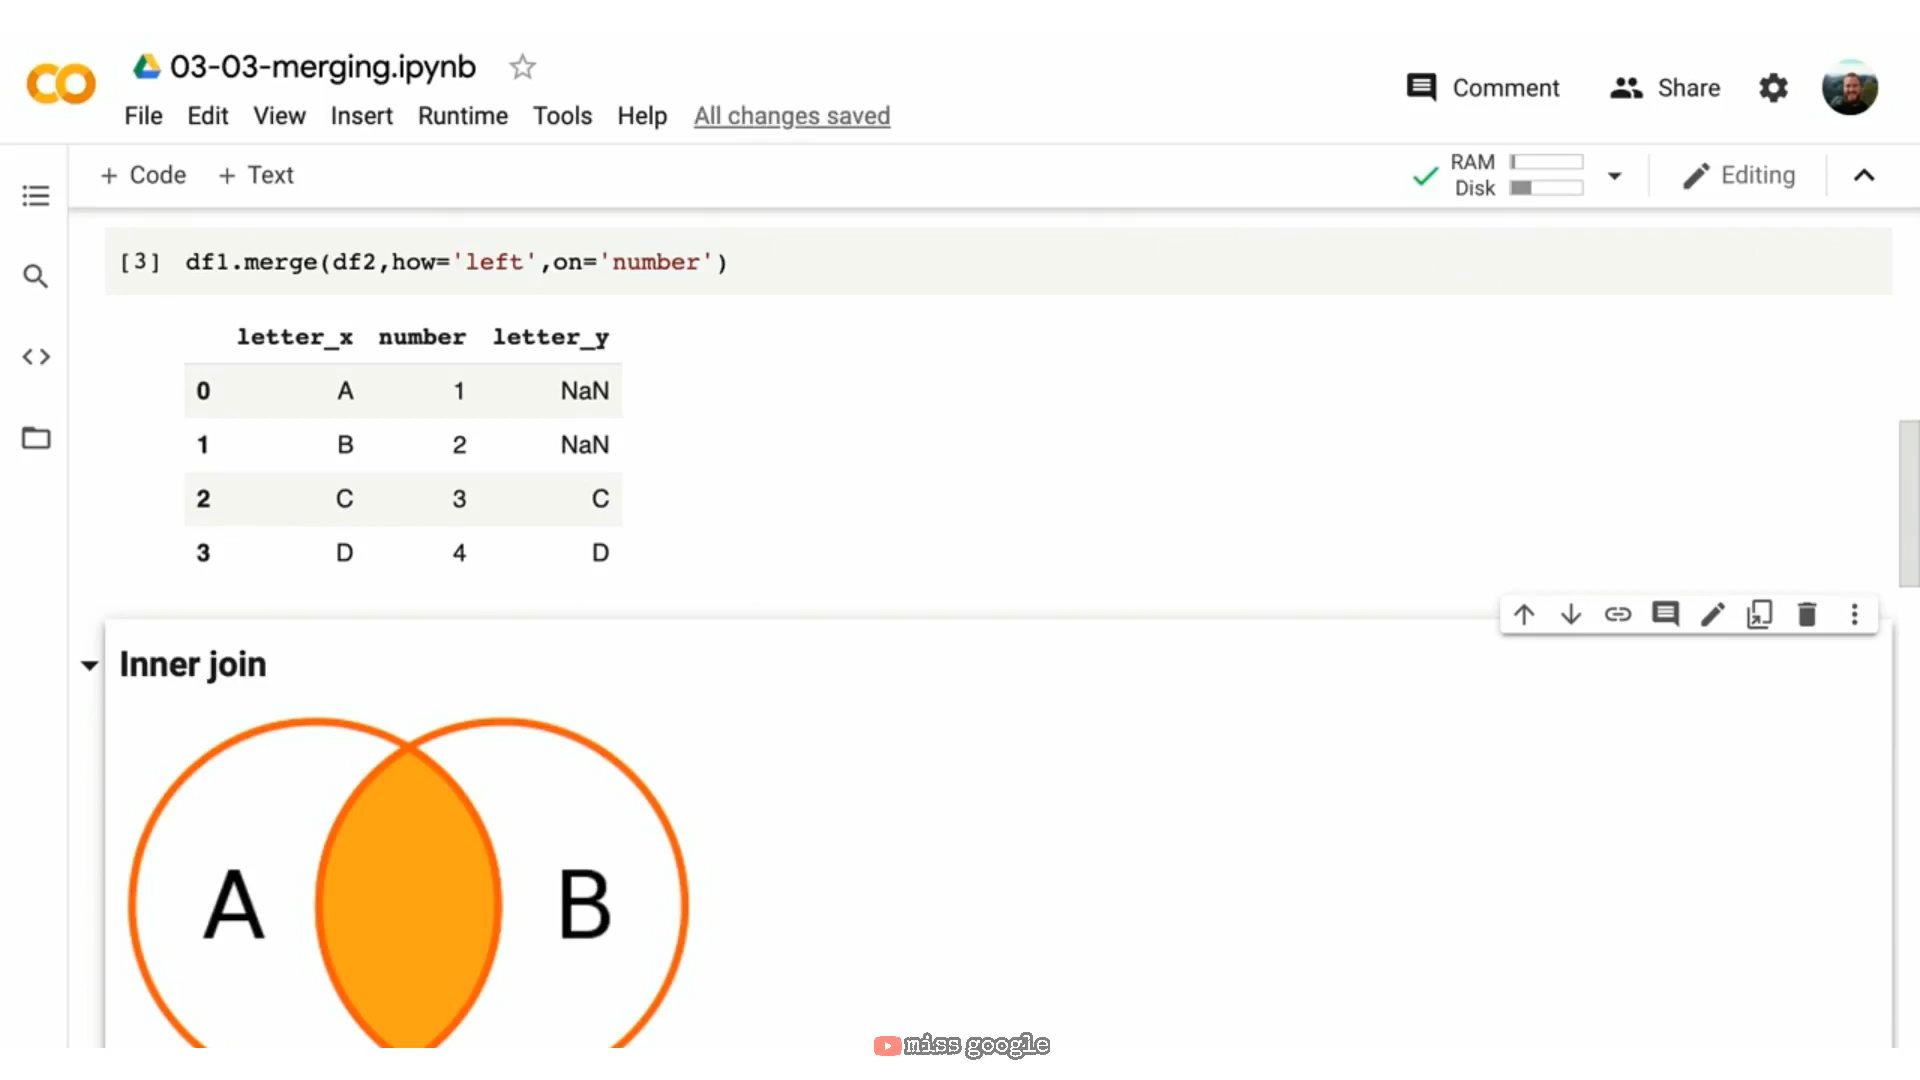 03-03-merging.ipynb
Comment
Share
File Edit View Insert Runtime Tools Help All changes saved
+ Code + Text
RAM
Disk
Editing
[3] df1.merge(df2,how='left',on='number')
letter_x number letter_y
0 A 1 NaN
1 B 2 NaN
2 C 3 C
3 D 4 D
Inner join
A B
miss google